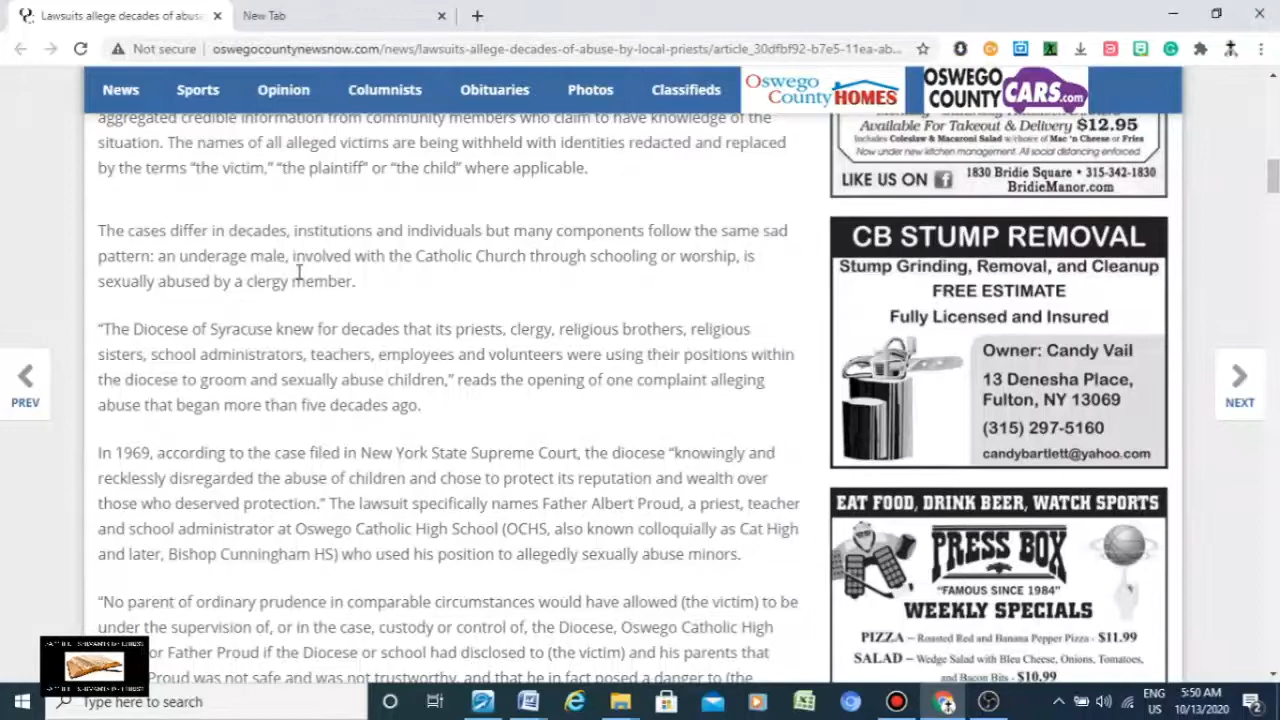 Lawsuits allege decades of abus
New Tab
Not secure
oswegocountynewsnow.com/news/lawsuits-allege-decades-of-abuse-by-local-priests/article_30dfbf92-b7e5-11ea-ab...
News Sports Opinion Columnists Obituaries Photos Classifieds
Oswego County HOMES
OSWEGO COUNTY CARS.com
situation. The names of all alleged victims are being withheld with identities redacted and replaced
by the terms “the victim,” “the plaintiff” or “the child” where applicable.
The cases differ in decades, institutions and individuals but many components follow the same sad
pattern: an underage male, involved with the Catholic Church through schooling or worship, is
sexually abused by a clergy member.
“The Diocese of Syracuse knew for decades that its priests, clergy, religious brothers, religious
sisters, school administrators, teachers, employees and volunteers were using their positions within
the diocese to groom and sexually abuse children,” reads the opening of one complaint alleging
abuse that began more than five decades ago.
In 1969, according to the case filed in New York State Supreme Court, the diocese “knowingly and
recklessly disregarded the abuse of children and chose to protect its reputation and wealth over
those who deserved protection.” The lawsuit specifically names Father Albert Proud, a priest, teacher
and school administrator at Oswego Catholic High School (OCHS, also known colloquially as Cat High
and later, Bishop Cunningham HS) who used his position to allegedly sexually abuse minors.
“No parent of ordinary prudence in comparable circumstances would have allowed (the victim) to be
under the supervision of, or in the case, custody or control of, the Diocese, Oswego Catholic High
or Father Proud if the Diocese or school had disclosed to (the victim) and his parents that
Proud was not safe and was not trustworthy, and that he in fact posed a danger to (the
PREV
NEXT
Available For Takeout & Delivery $12.95
Includes Coleslaw & Macaroni Salad w/choice of Mac 'n Cheese or Fries
Now under new kitchen management. All social distancing enforced
LIKE US ON f
1830 Bridie Square • 315-342-1830
BridieManor.com
CB STUMP REMOVAL
Stump Grinding, Removal, and Cleanup
FREE ESTIMATE
Fully Licensed and Insured
Owner: Candy Vail
13 Denesha Place,
Fulton, NY 13069
(315) 297-5160
candybartlett@yahoo.com
EAT FOOD, DRINK BEER, WATCH SPORTS
PRESS BOX
“FAMOUS SINCE 1984”
WEEKLY SPECIALS
PIZZA – Roasted Red and Banana Pepper Pizza - $11.99
SALAD – Wedge Salad with Bleu Cheese, Onions, Tomatoes,
and Bacon Bits - $10.99
Type here to search
ENG
US
5:50 AM
10/13/2020
2